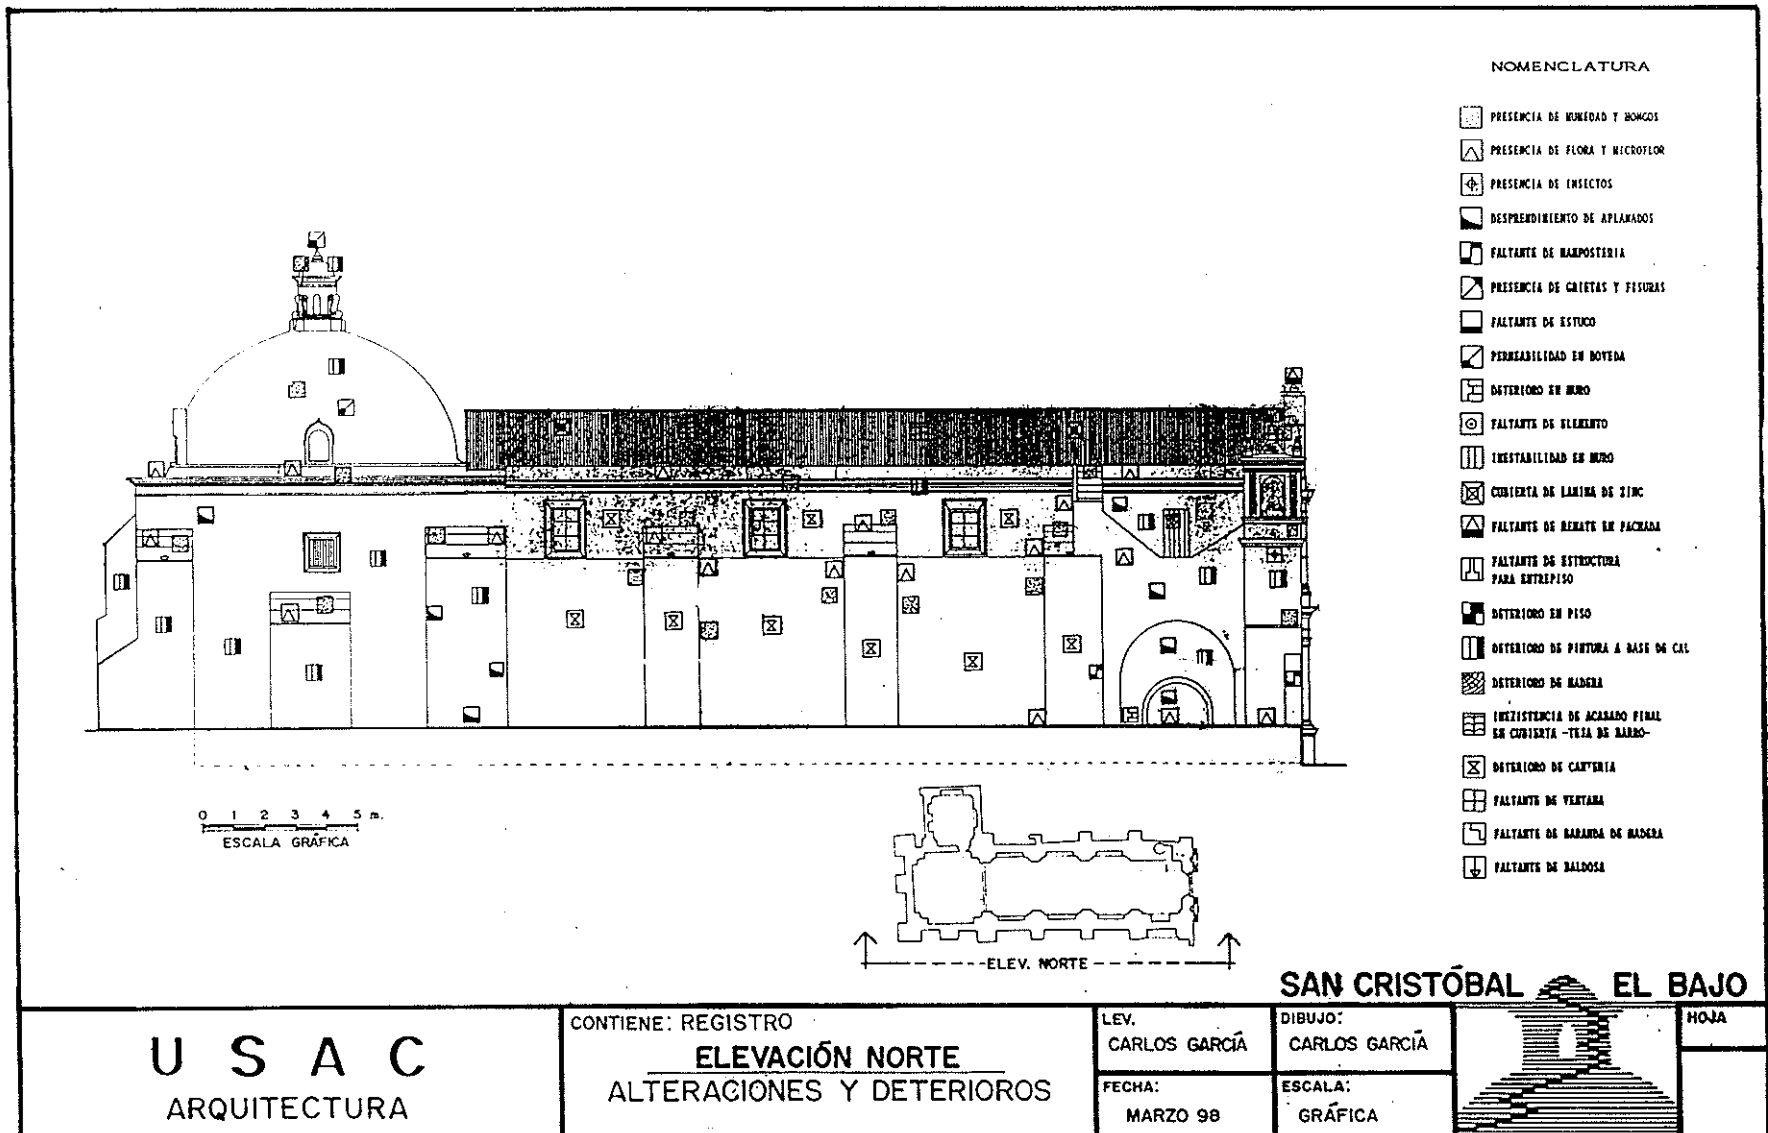 NOMENCLATURA
PRESENCIA DE HUMEDAD Y HONGOS
PRESENCIA DE FLORA Y MICROFLOR
PRESENCIA DE INSECTOS
DESPRENDIMIENTO DE APLANADOS
FALTANTE DE MAMPOSTERIA
PRESENCIA DE GRIETAS Y FISURAS
FALTANTE DE ESTUCO
PERMEABILIDAD EN BOVEDA
DETERIORO EN MURO
FALTANTE DE ELEMENTO
INESTABILIDAD EN MURO
CUBIERTA DE LAMINA DE ZINC
FALTANTE DE REMATE EN FACHADA
FALTANTE DE ESTRUCTURA
PARA ENTREPISO
DETERIORO EN PISO
DETERIORO DE PINTURA A BASE DE CAL
DETERIORO DE MADERA
INEXISTENCIA DE ACABADO FINAL
EN CUBIERTA -TEJA DE BARRO-
DETERIORO DE CANTERIA
FALTANTE DE VENTANA
FALTANTE DE BARANDA DE MADERA
FALTANTE DE BALDOSA
0 1 2 3 4 5 m.
ESCALA GRÁFICA
ELEV. NORTE
SAN CRISTÓBAL EL BAJO
U S A C
ARQUITECTURA
CONTIENE: REGISTRO
ELEVACIÓN NORTE
ALTERACIONES Y DETERIOROS
LEV.
CARLOS GARCÍA
DIBUJO:
CARLOS GARCÍA
FECHA:
MARZO 98
ESCALA:
GRÁFICA
HOJA